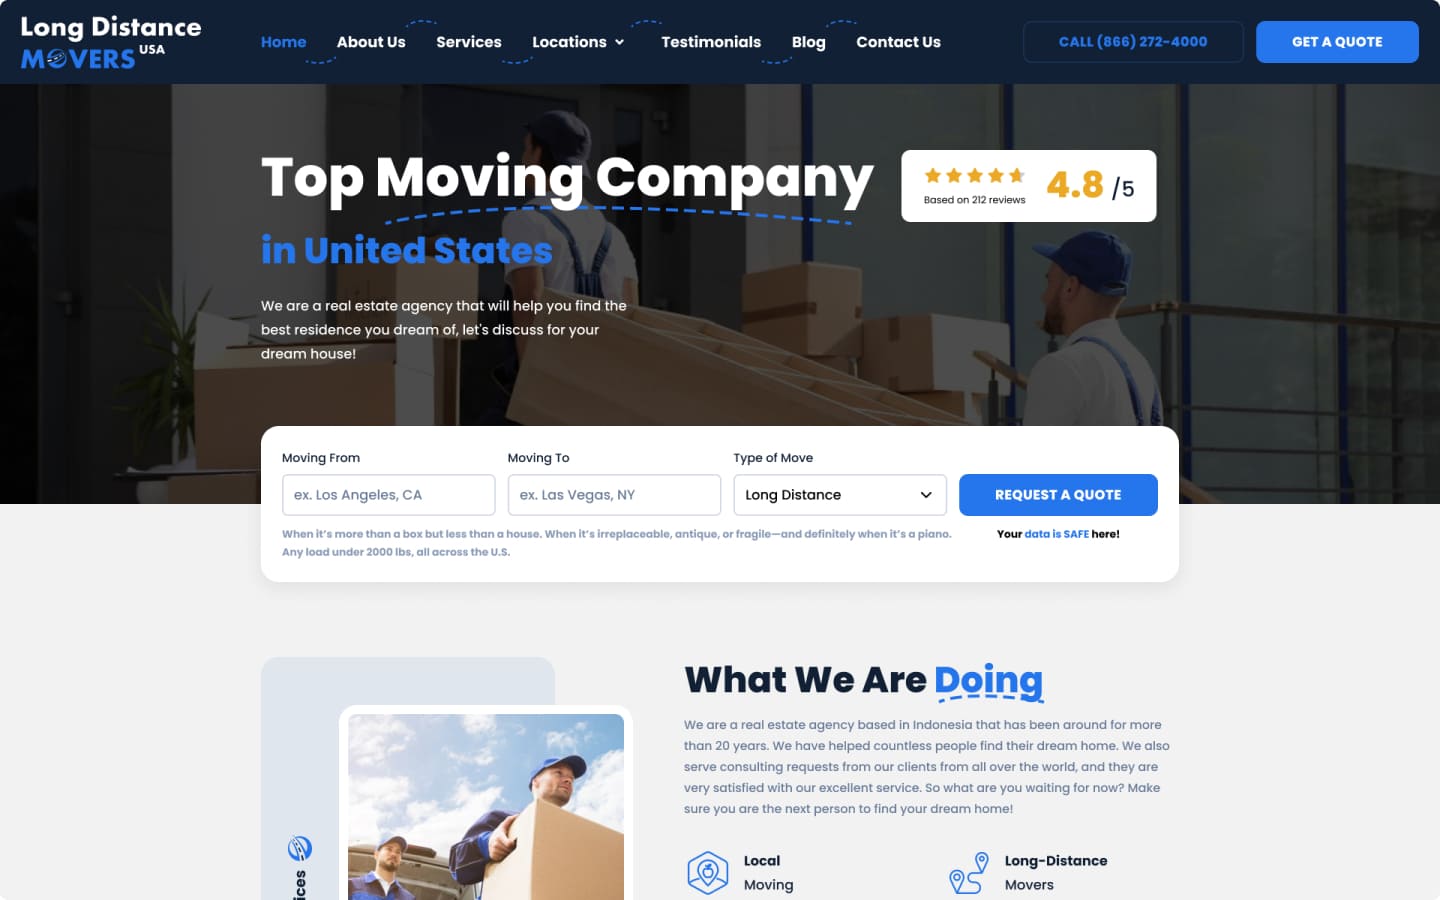 Long Distance
MOVERS USA
Home
About Us
Services
Locations
Testimonials
Blog
Contact Us
CALL (866) 272-4000
GET A QUOTE
Top Moving Company
in United States
Based on 212 reviews
4.8 /5
We are a real estate agency that will help you find the
best residence you dream of, let's discuss for your
dream house!
Moving From
Moving To
Type of Move
ex. Los Angeles, CA
ex. Las Vegas, NY
Long Distance
REQUEST A QUOTE
When it's more than a box but less than a house. When it's irreplaceable, antique, or fragile—and definitely when it's a piano.
Any load under 2000 lbs, all across the U.S.
Your data is SAFE here!
What We Are Doing
We are a real estate agency based in Indonesia that has been around for more
than 20 years. We have helped countless people find their dream home. We also
serve consulting requests from our clients from all over the world, and they are
very satisfied with our excellent service. So what are you waiting for now? Make
sure you are the next person to find your dream home!
Local
Moving
Long-Distance
Movers